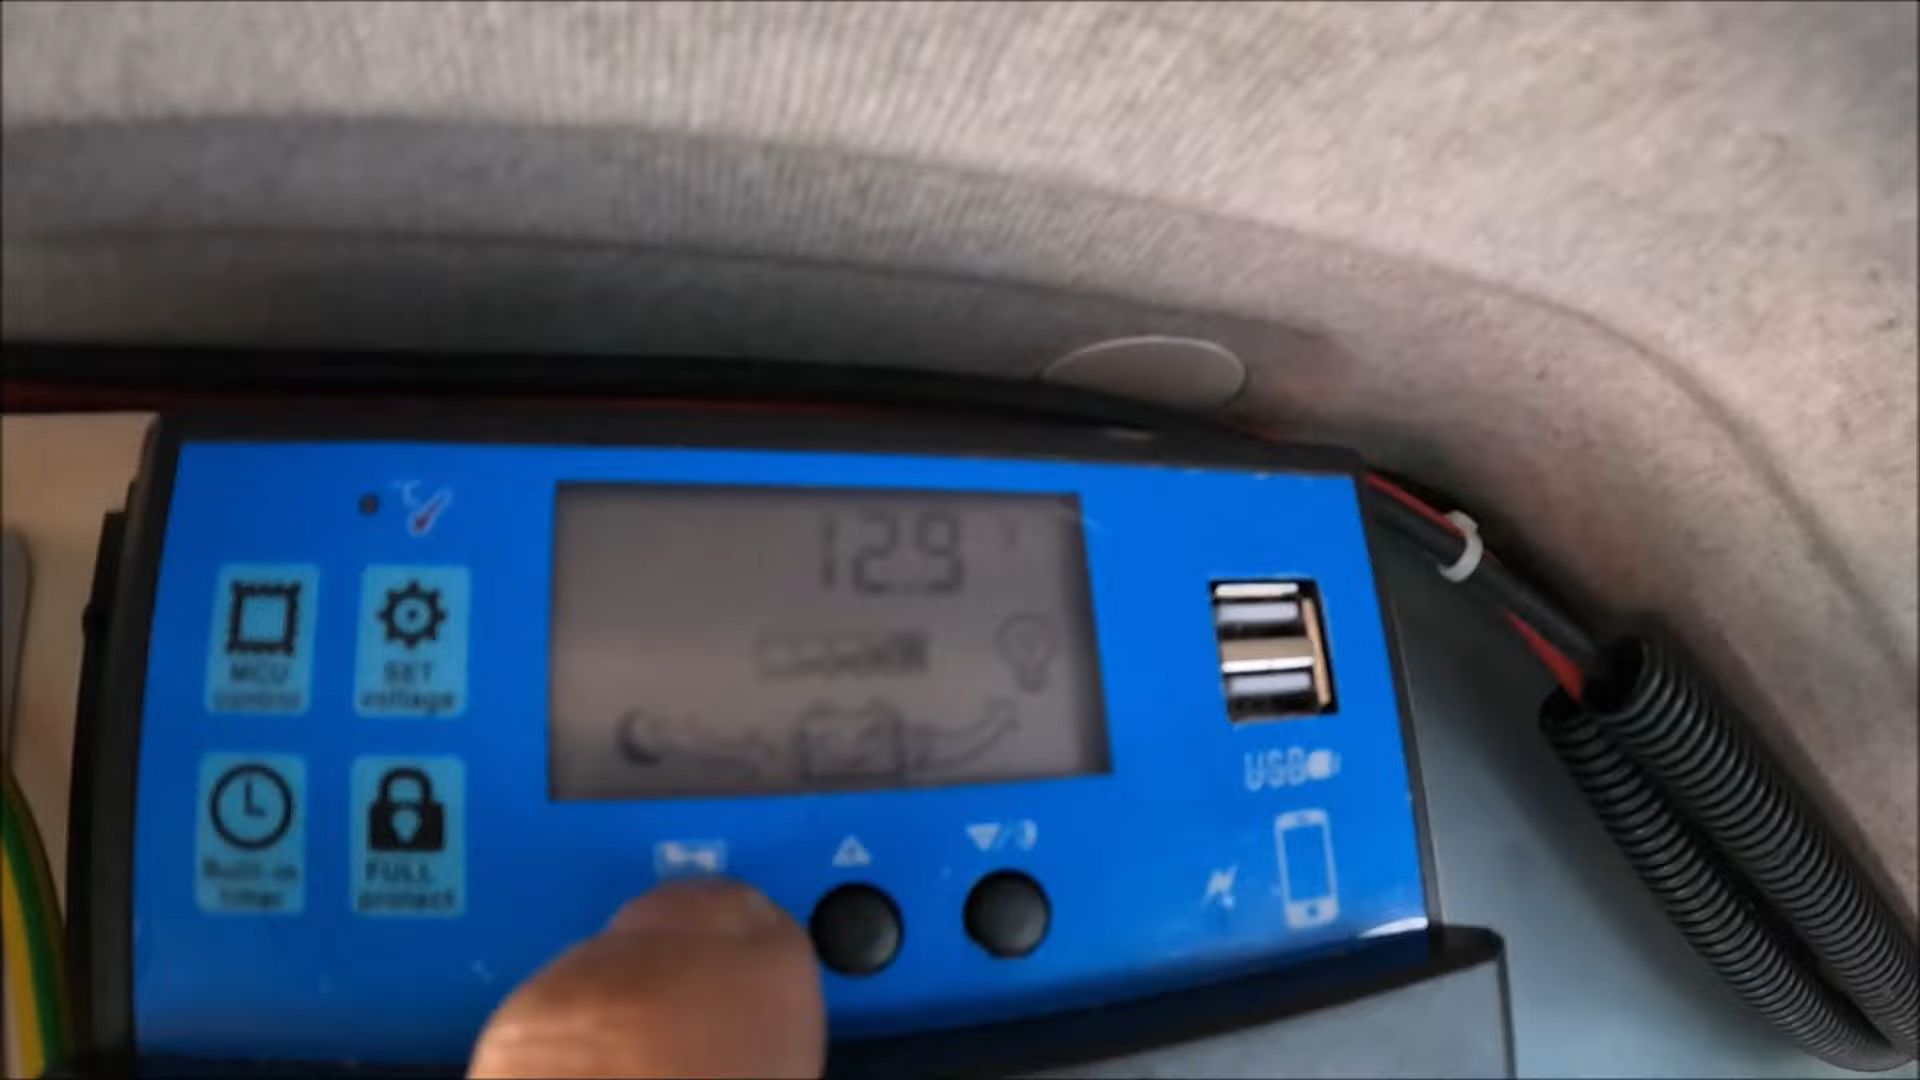 °C
12.9 V
MCU
control
SET
voltage
Built-in
timer
FULL
protect
USB